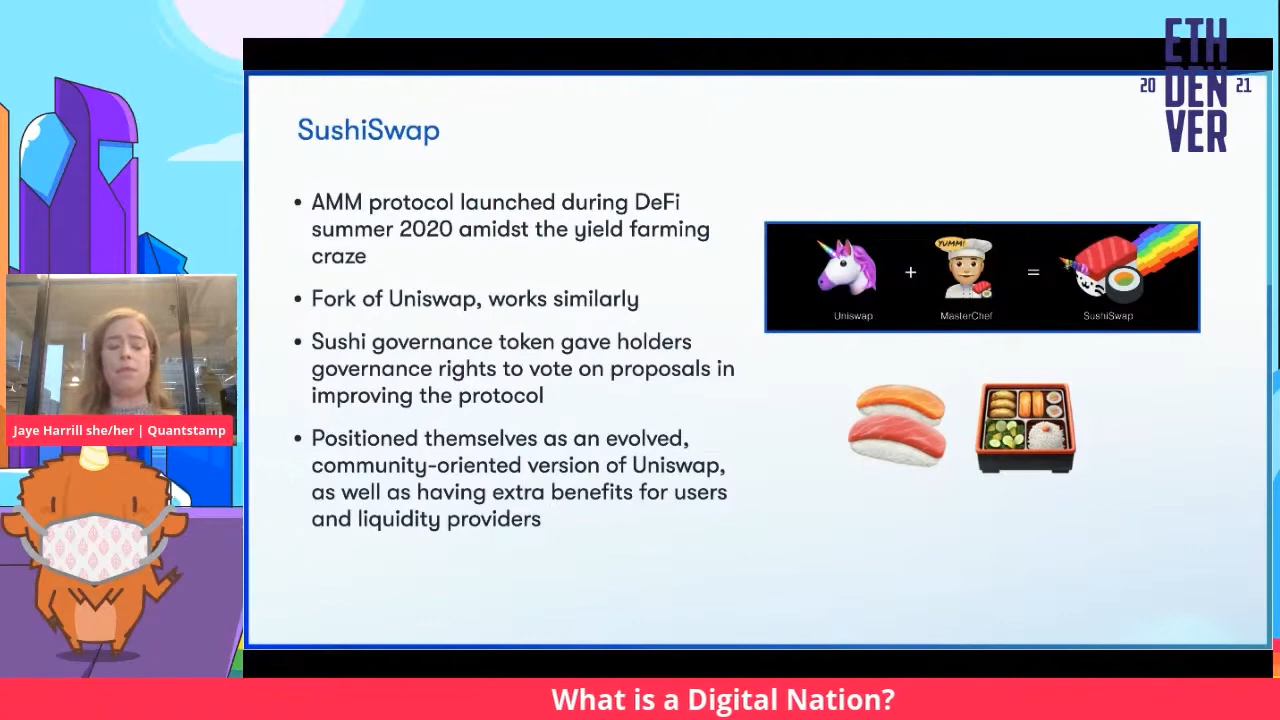 ETH
20 DEN 21
VER
SushiSwap
• AMM protocol launched during DeFi
summer 2020 amidst the yield farming
craze
• Fork of Uniswap, works similarly
• Sushi governance token gave holders
governance rights to vote on proposals in
improving the protocol
• Positioned themselves as an evolved,
community-oriented version of Uniswap,
as well as having extra benefits for users
and liquidity providers
YUMM!
+ =
Uniswap MasterChef SushiSwap
Jaye Harrill she/her | Quantstamp
What is a Digital Nation?